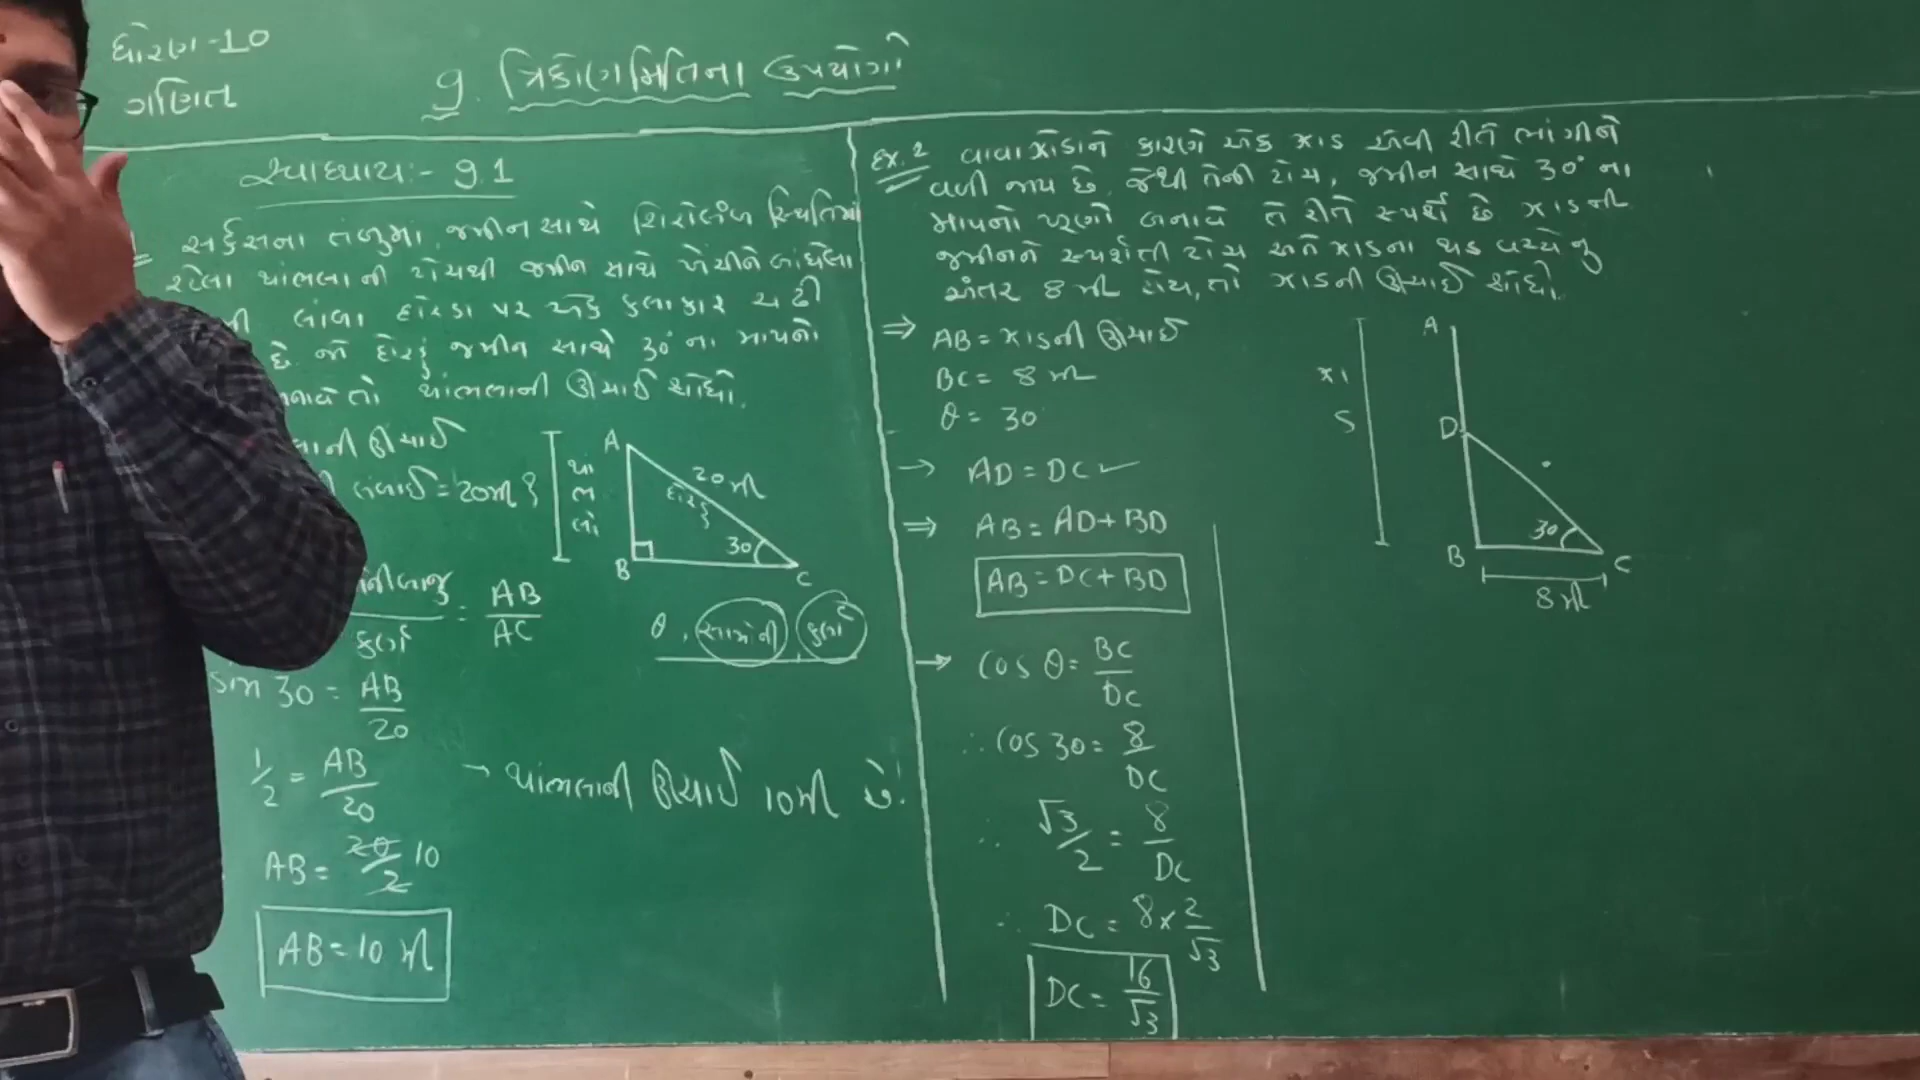 ધોરણ-10
ગણિત
9. ત્રિકોણમિતિના ઉપયોગો
સ્વાધ્યાય:- 9.1
સર્કસના તંબુમાં, જમીન સાથે શિરોલંબ સ્થિતિમાં
રહેલા થાંભલાની ટોચથી જમીન સાથે ખેંચીને બાંધેલા
લાંબા દોરડા પર એક કલાકાર ચઢી
છે. જો દોરડું જમીન સાથે 30° ના માપનો
તો થાંભલાની ઊંચાઈ શોધો.
ઊંચાઈ
લંબાઈ = 20મી
થાં
ભ
લો
A
20 મી
દોરડું
30
B
C
કર્ણ
= AB/AC
θ, સામેની, કર્ણ
sin 30 = AB/20
1/2 = AB/20
AB = 20/2 10
AB = 10 મી
→ થાંભલાની ઊંચાઈ 10મી છે.
Ex. 2 વાવાઝોડાને કારણે એક ઝાડ એવી રીતે ભાંગીને
વળી જાય છે, જેથી તેની ટોચ, જમીન સાથે 30° ના
માપનો ખૂણો બનાવે તે રીતે સ્પર્શે છે ઝાડની
જમીનને સ્પર્શતી ટોચ અને ઝાડના થડ વચ્ચેનું
અંતર 8 મી હોય, તો ઝાડની ઊંચાઈ શોધો.
⇒ AB = ઝાડની ઊંચાઈ
BC = 8 મી
θ = 30
→ AD = DC ✓
⇒ AB = AD + BD
AB = DC + BD
→ Cos θ = BC/DC
∴ Cos 30 = 8/DC
∴ √3/2 = 8/DC
∴ DC = 8 × 2/√3
DC = 16/√3
ઝા
ડ
A
D
30
B
C
8 મી